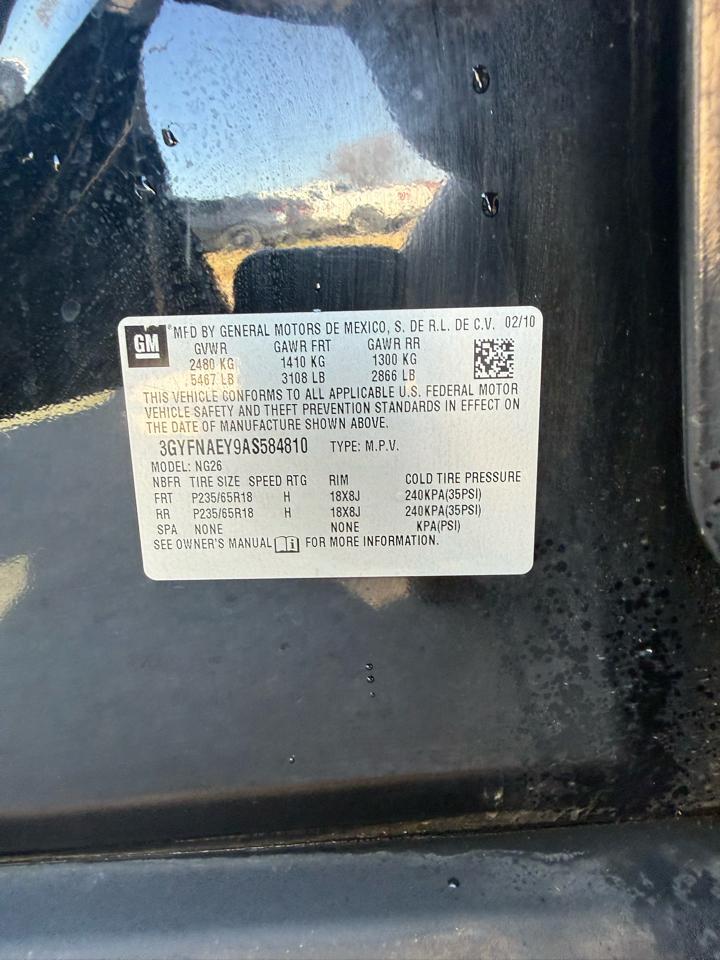 GM ®MFD BY GENERAL MOTORS DE MEXICO, S. DE R.L. DE C.V. 02/10
GVWR GAWR FRT GAWR RR
2480 KG 1410 KG 1300 KG
5467 LB 3108 LB 2866 LB
THIS VEHICLE CONFORMS TO ALL APPLICABLE U.S. FEDERAL MOTOR
VEHICLE SAFETY AND THEFT PREVENTION STANDARDS IN EFFECT ON
THE DATE OF MANUFACTURE SHOWN ABOVE.
3GYFNAEY9AS584810 TYPE: M.P.V.
MODEL: NG26
NBFR TIRE SIZE SPEED RTG RIM COLD TIRE PRESSURE
FRT P235/65R18 H 18X8J 240KPA(35PSI)
RR P235/65R18 H 18X8J 240KPA(35PSI)
SPA NONE NONE KPA(PSI)
SEE OWNER'S MANUAL FOR MORE INFORMATION.